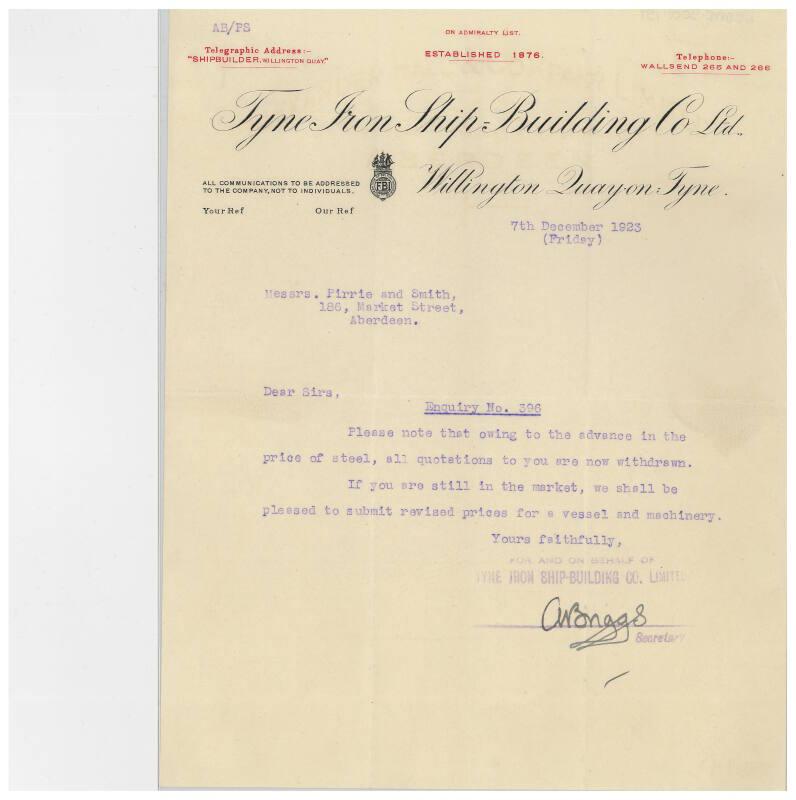 AB/PS
ON ADMIRALTY LIST.
Telegraphic Address:-
"SHIPBUILDER, WILLINGTON QUAY."
ESTABLISHED 1876.
Telephone:-
WALLSEND 265 AND 266
Tyne Iron Ship-Building Co Ltd.
ALL COMMUNICATIONS TO BE ADDRESSED
TO THE COMPANY, NOT TO INDIVIDUALS.
FBI
Willington Quay-on-Tyne.
Your Ref Our Ref
7th December 1923
(Friday)
Messrs. Pirrie and Smith,
186, Market Street,
Aberdeen.
Dear Sirs,
Enquiry No. 396
Please note that owing to the advance in the
price of steel, all quotations to you are now withdrawn.
If you are still in the market, we shall be
pleased to submit revised prices for a vessel and machinery.
Yours faithfully,
FOR AND ON BEHALF OF
TYNE IRON SHIP-BUILDING CO. LIMITED
Briggs
Secretary